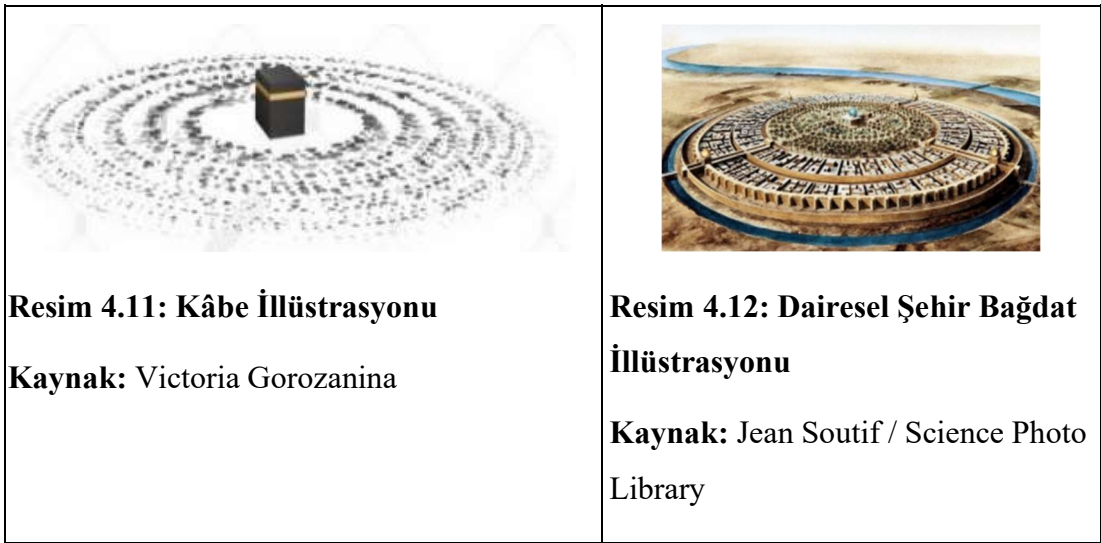 Resim 4.11: Kâbe İllüstrasyonu
Kaynak: Victoria Gorozanina
Resim 4.12: Dairesel Şehir Bağdat
İllüstrasyonu
Kaynak: Jean Soutif / Science Photo
Library